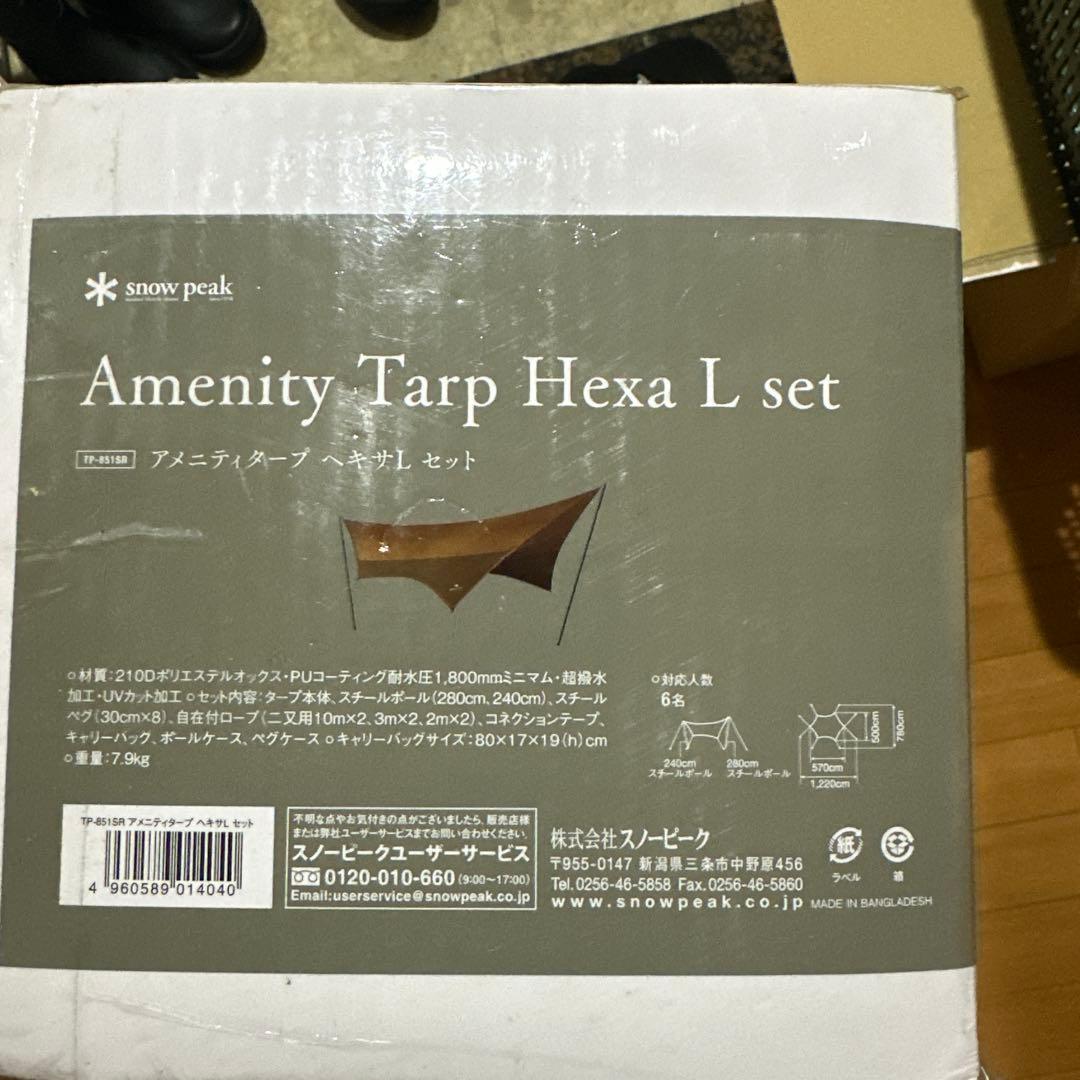 snow peak
Amenity Tarp Hexa L set
TP-851SR アメニティタープ ヘキサL セット
○材質:210Dポリエステルオックス・PUコーティング耐水圧1,800mmミニマム・超撥水
加工・UVカット加工 ○セット内容:タープ本体、スチールポール(280cm、240cm)、スチール
ペグ(30cm×8)、自在付ロープ(二又用10m×2、3m×2、2m×2)、コネクションテープ、
キャリーバッグ、ポールケース、ペグケース ○キャリーバッグサイズ:80×17×19(h)cm
○重量:7.9kg
○対応人数
6名
240cm
スチールポール
280cm
スチールポール
500cm
780cm
570cm
1,220cm
TP-851SR アメニティタープ ヘキサL セット
4 960589 014040
不明な点やお気付きの点がございましたら、販売店様
または弊社ユーザーサービスまでお問い合わせください。
スノーピークユーザーサービス
0120-010-660 (9:00~17:00)
Email:userservice@snowpeak.co.jp
株式会社スノーピーク
〒955-0147 新潟県三条市中野原456
Tel.0256-46-5858 Fax.0256-46-5860
www.snowpeak.co.jp
紙
ラベル
箱
MADE IN BANGLADESH